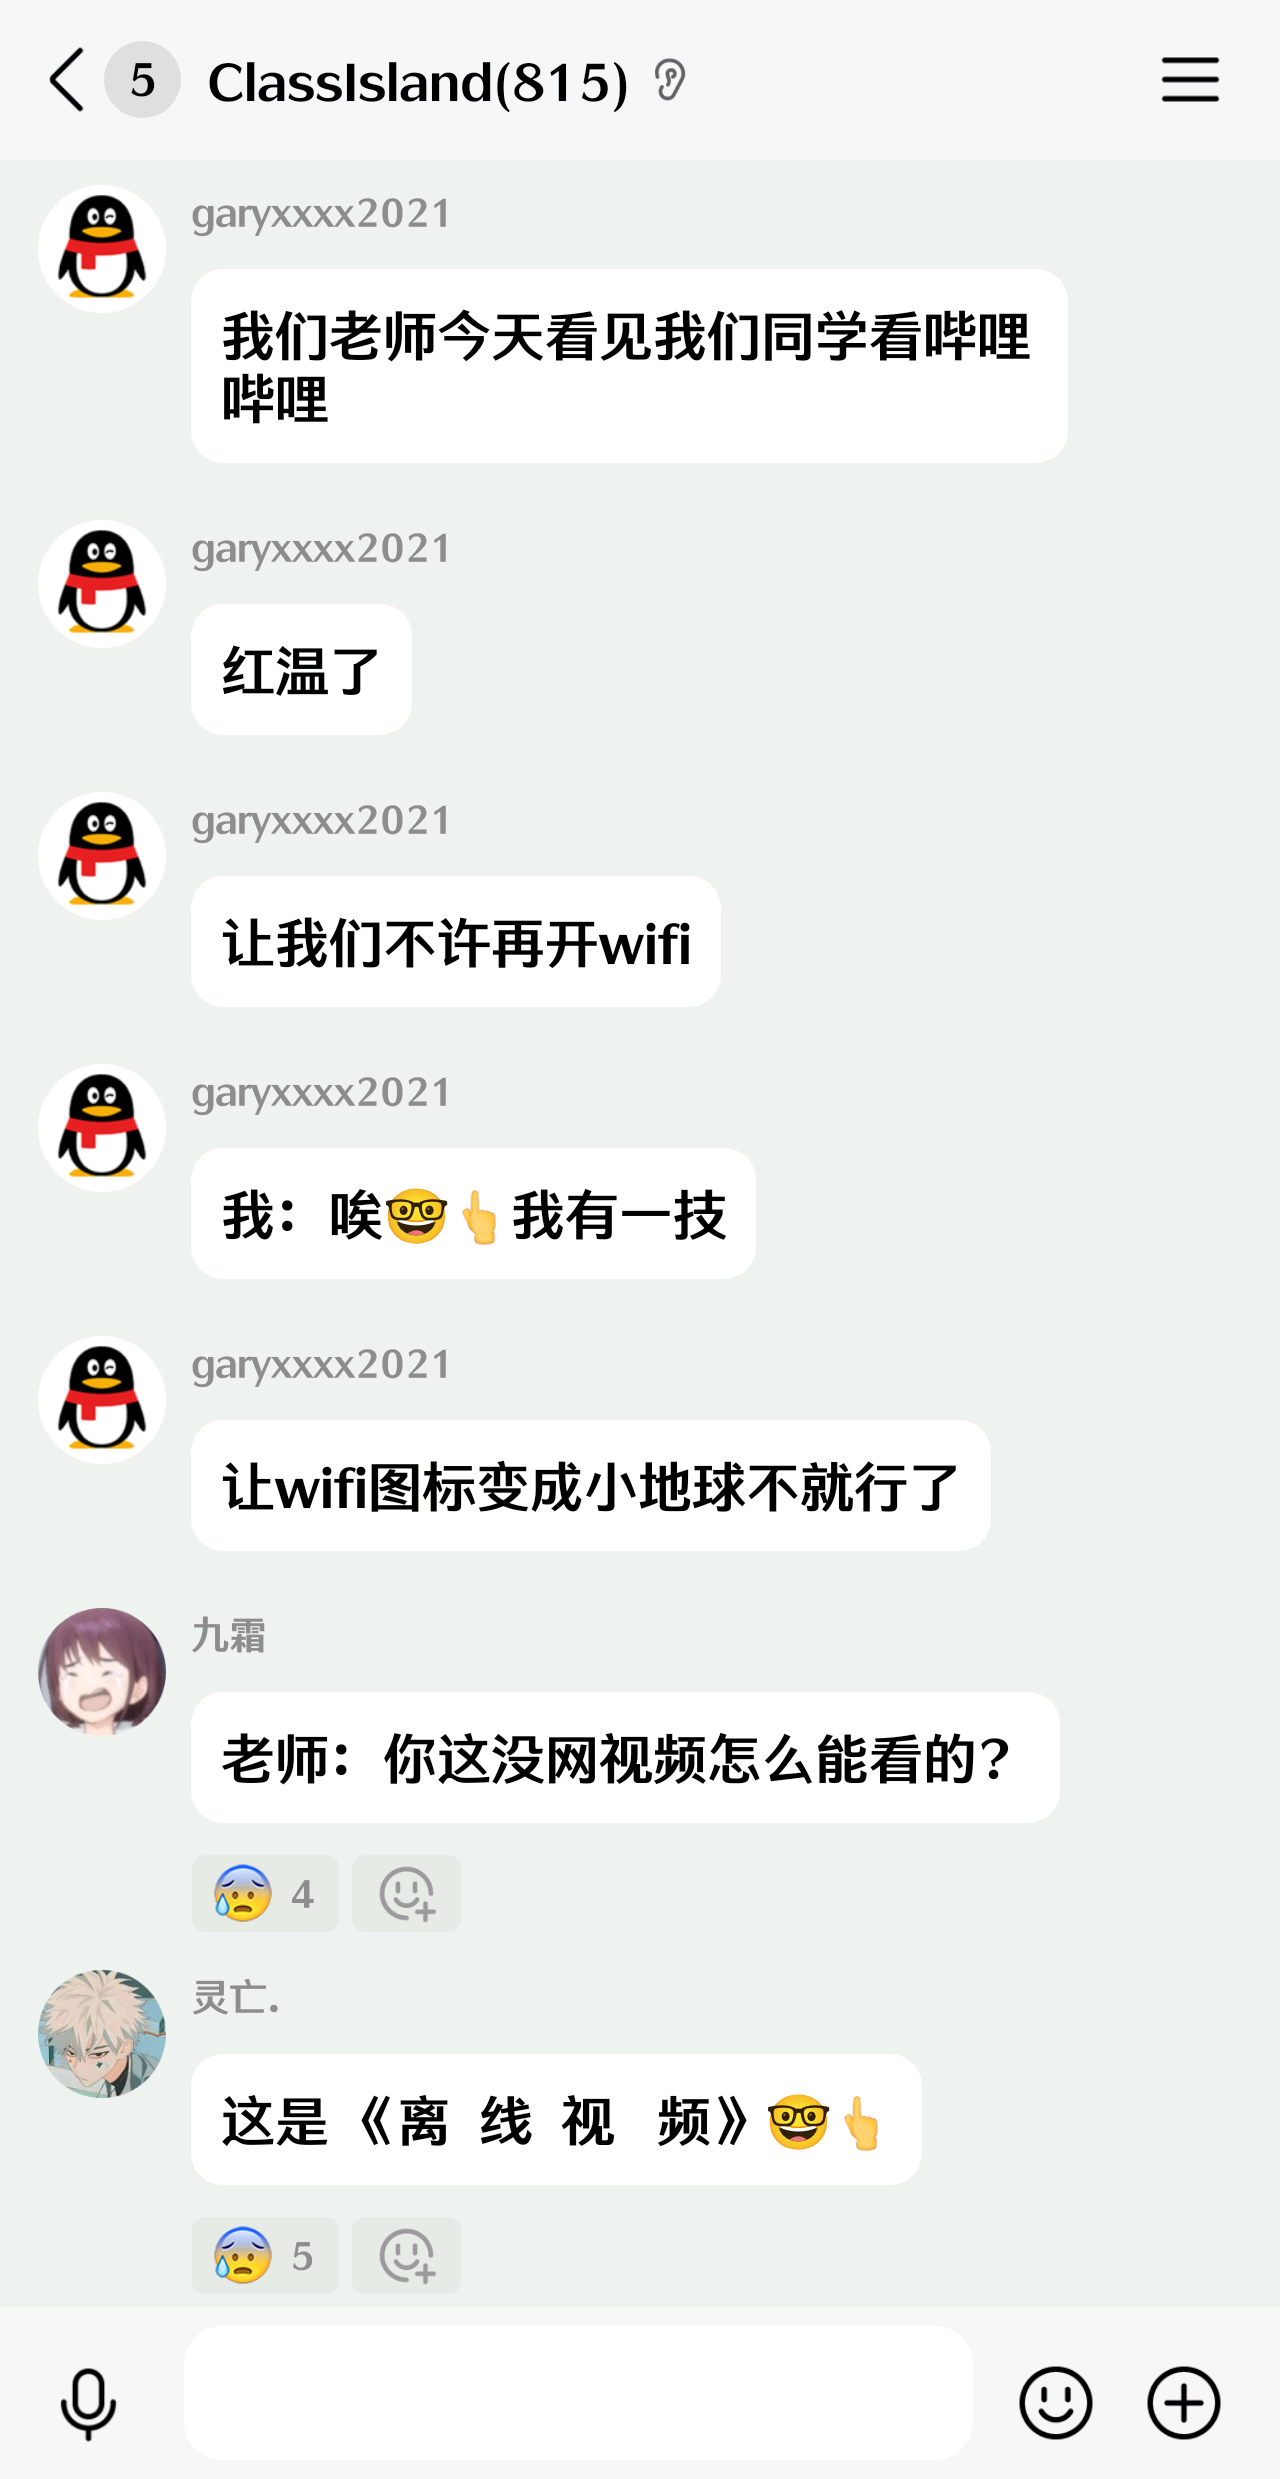 5 ClassIsland(815)
garyxxxx2021
我们老师今天看见我们同学看哔哩
哔哩
garyxxxx2021
红温了
garyxxxx2021
让我们不许再开wifi
garyxxxx2021
我：唉🤓👆我有一技
garyxxxx2021
让wifi图标变成小地球不就行了
九霜
老师：你这没网视频怎么能看的？
4
灵亡.
这是《离 线 视 频》🤓👆
5